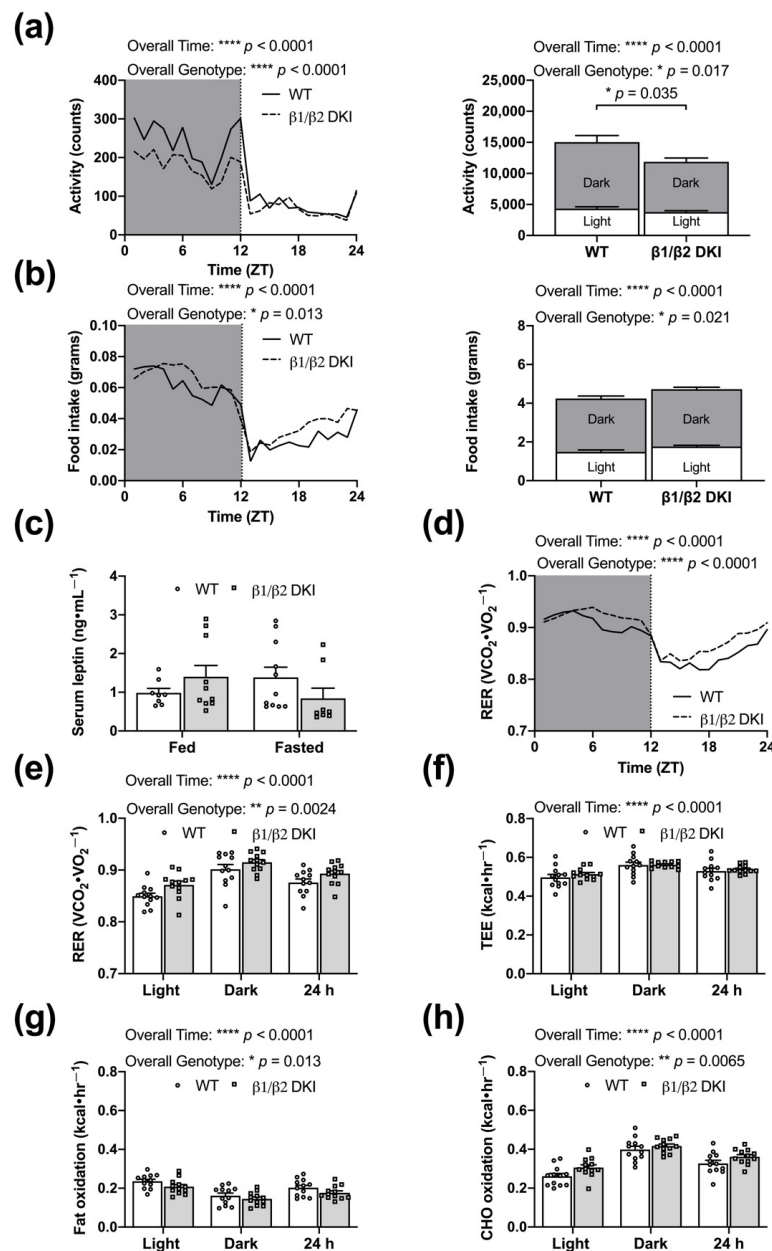 (a)
Overall Time: **** p < 0.0001
Overall Genotype: **** p < 0.0001
WT
β1/β2 DKI
Activity (counts)
400
300
200
100
0
0 6 12 18 24
Time (ZT)
Overall Time: **** p < 0.0001
Overall Genotype: * p = 0.017
* p = 0.035
Activity (counts)
25,000
20,000
15,000
10,000
5,000
0
Dark Dark
Light Light
WT β1/β2 DKI
(b)
Overall Time: **** p < 0.0001
Overall Genotype: * p = 0.013
WT
β1/β2 DKI
Food intake (grams)
0.10
0.08
0.06
0.04
0.02
0.00
0 6 12 18 24
Time (ZT)
Overall Time: **** p < 0.0001
Overall Genotype: * p = 0.021
Food intake (grams)
8
6
4
2
0
Dark Dark
Light Light
WT β1/β2 DKI
(c)
WT β1/β2 DKI
Serum leptin (ng•mL⁻¹)
4
3
2
1
0
Fed Fasted
(d)
Overall Time: **** p < 0.0001
Overall Genotype: **** p < 0.0001
RER (VCO₂•VO₂⁻¹)
1.0
0.9
0.8
0.7
WT
β1/β2 DKI
0 6 12 18 24
Time (ZT)
(e)
Overall Time: **** p < 0.0001
Overall Genotype: ** p = 0.0024
WT β1/β2 DKI
RER (VCO₂•VO₂⁻¹)
1.0
0.9
0.8
0.7
Light Dark 24 h
(f)
Overall Time: **** p < 0.0001
WT β1/β2 DKI
TEE (kcal•hr⁻¹)
0.8
0.6
0.4
0.2
0.0
Light Dark 24 h
(g)
Overall Time: **** p < 0.0001
Overall Genotype: * p = 0.013
WT β1/β2 DKI
Fat oxidation (kcal•hr⁻¹)
0.8
0.6
0.4
0.2
0.0
Light Dark 24 h
(h)
Overall Time: **** p < 0.0001
Overall Genotype: ** p = 0.0065
WT β1/β2 DKI
CHO oxidation (kcal•hr⁻¹)
0.8
0.6
0.4
0.2
0.0
Light Dark 24 h